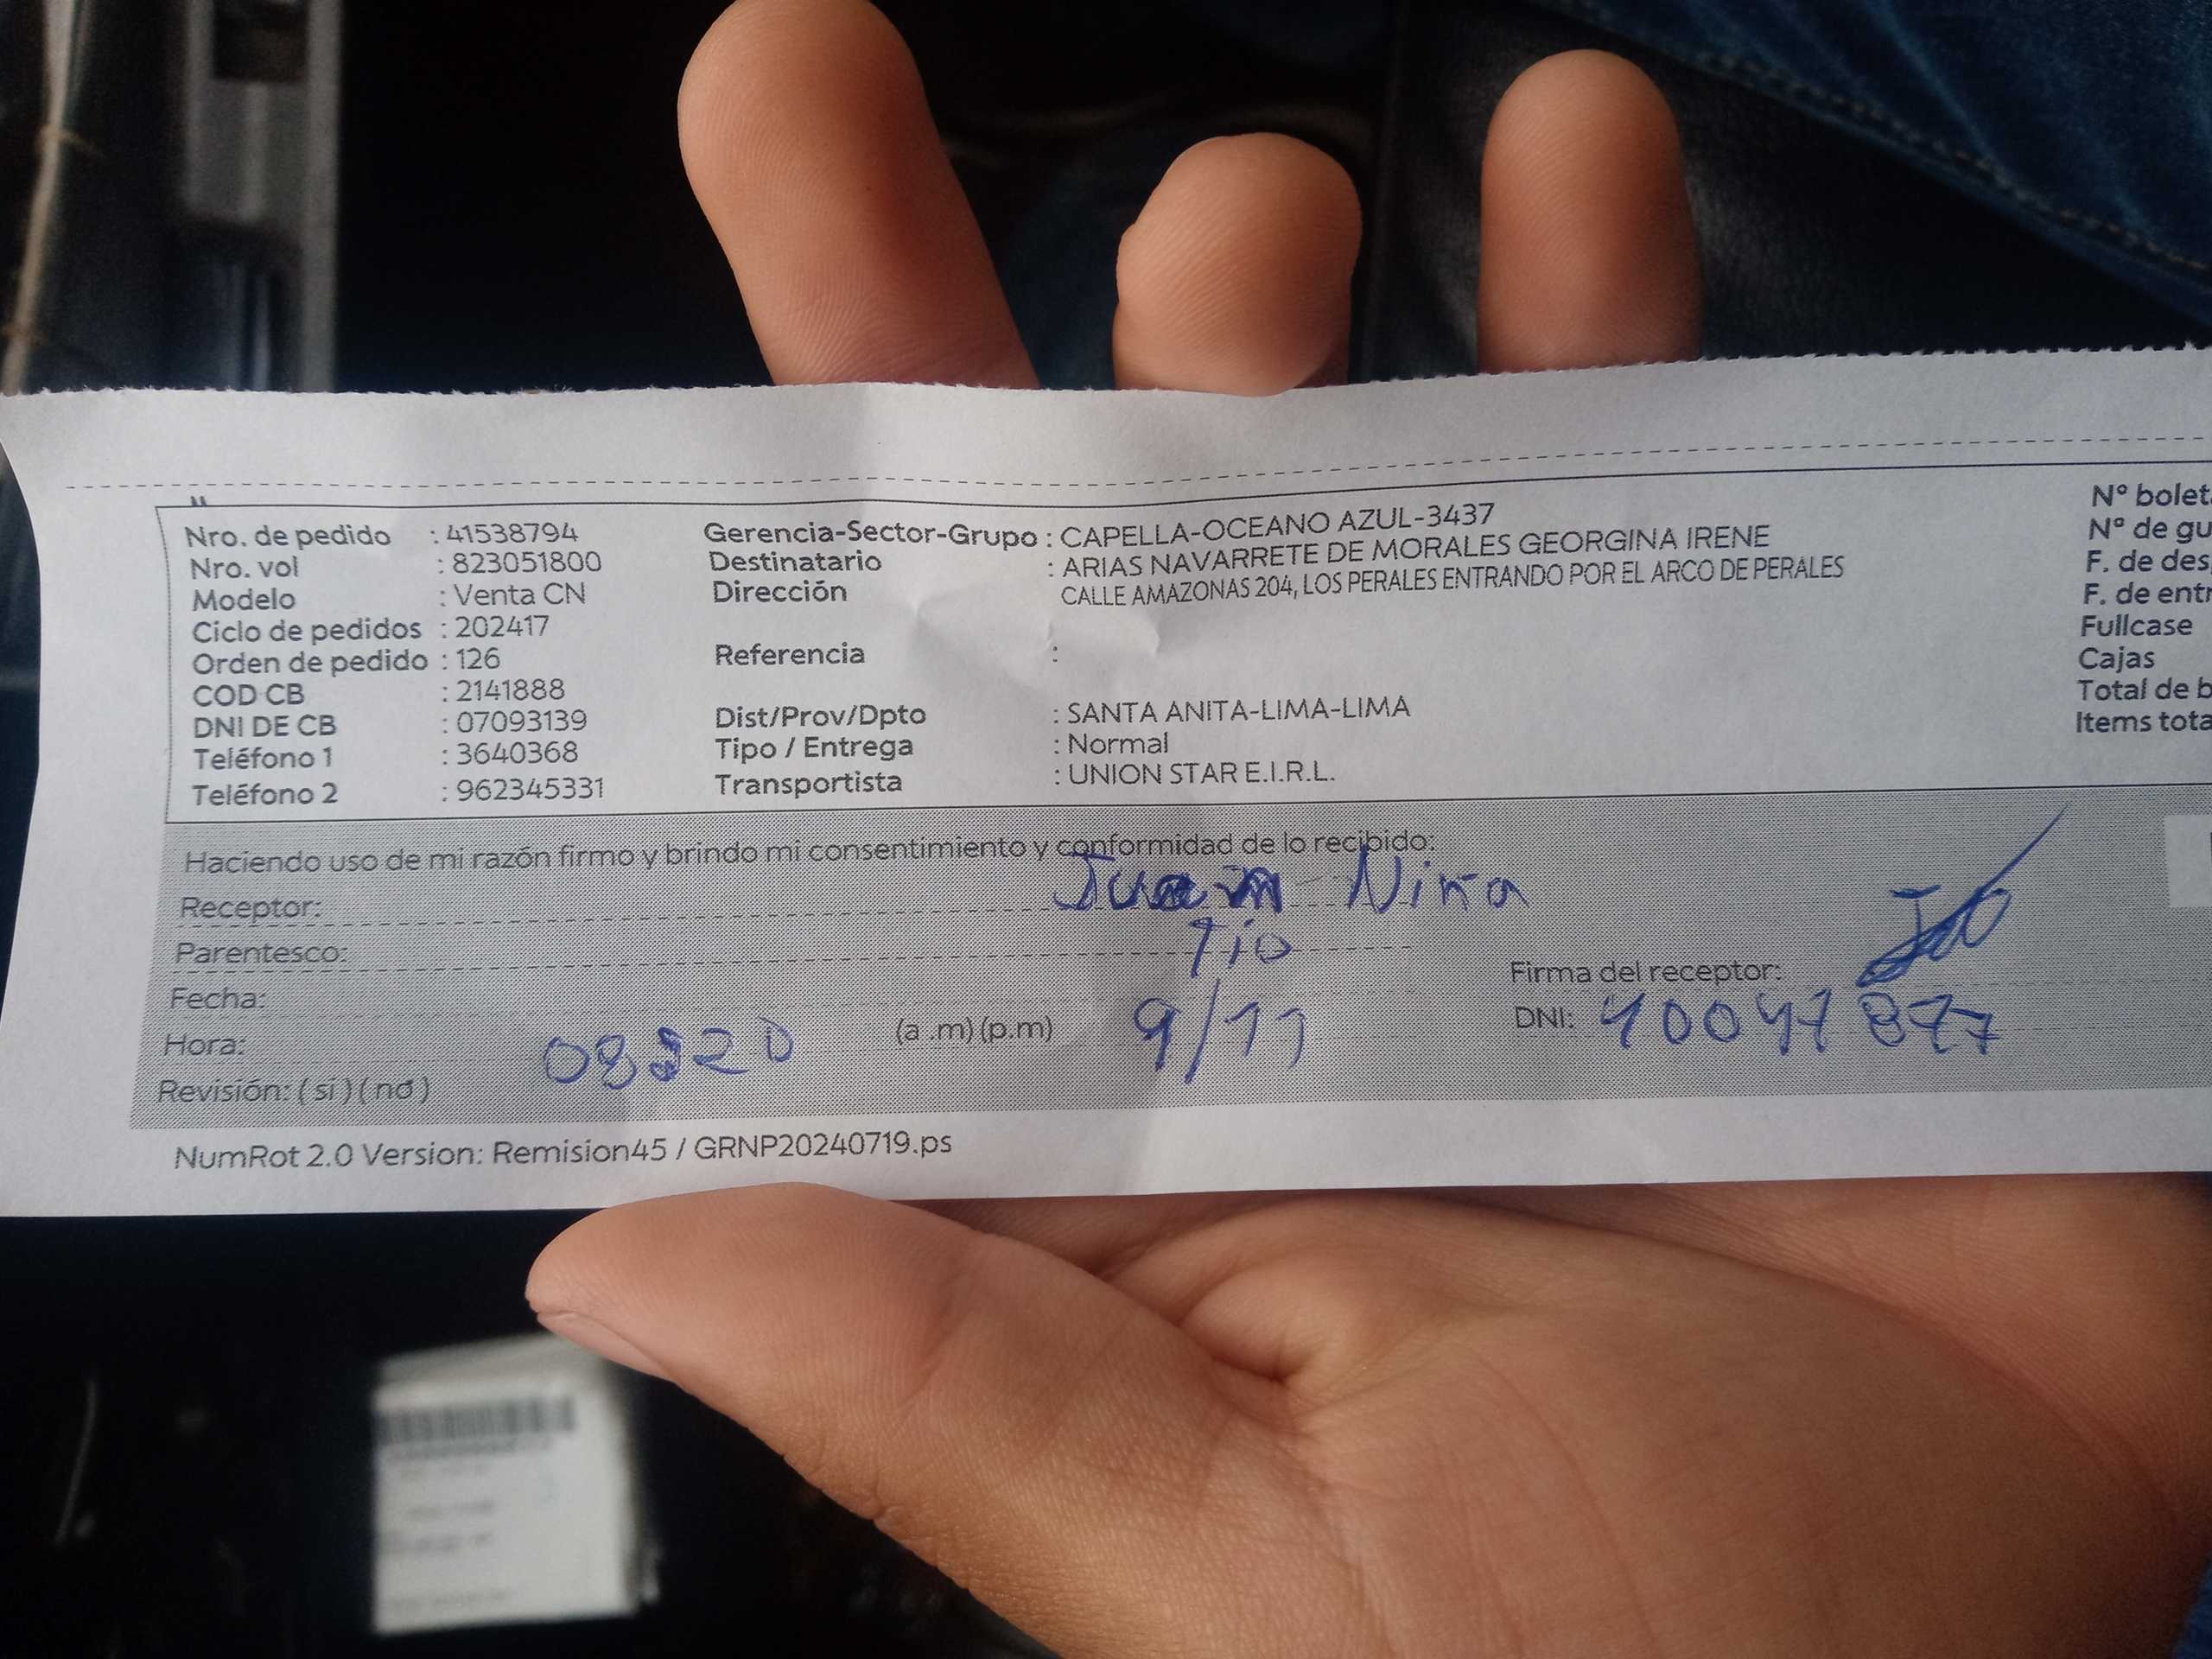 Nro. de pedido : 41538794
Nro. vol : 823051800
Modelo : Venta CN
Ciclo de pedidos : 202417
Orden de pedido : 126
COD CB : 2141888
DNI DE CB : 07093139
Teléfono 1 : 3640368
Teléfono 2 : 962345331
Gerencia-Sector-Grupo : CAPELLA-OCEANO AZUL-3437
Destinatario : ARIAS NAVARRETE DE MORALES GEORGINA IRENE
Dirección CALLE AMAZONAS 204, LOS PERALES ENTRANDO POR EL ARCO DE PERALES
Referencia :
Dist/Prov/Dpto : SANTA ANITA-LIMA-LIMA
Tipo / Entrega : Normal
Transportista : UNION STAR E.I.R.L.
Nº bolet
Nº de gu
F. de des
F. de entr
Fullcase
Cajas
Total de b
Items tota
Haciendo uso de mi razón firmo y brindo mi consentimiento y conformidad de lo recibido:
Receptor: Juan Nina
Parentesco: Tio
Fecha: 9/11
Hora: (a .m) (p.m)
Firma del receptor:
DNI:
Revisión: ( si ) ( no )
NumRot 2.0 Version: Remision45 / GRNP20240719.ps